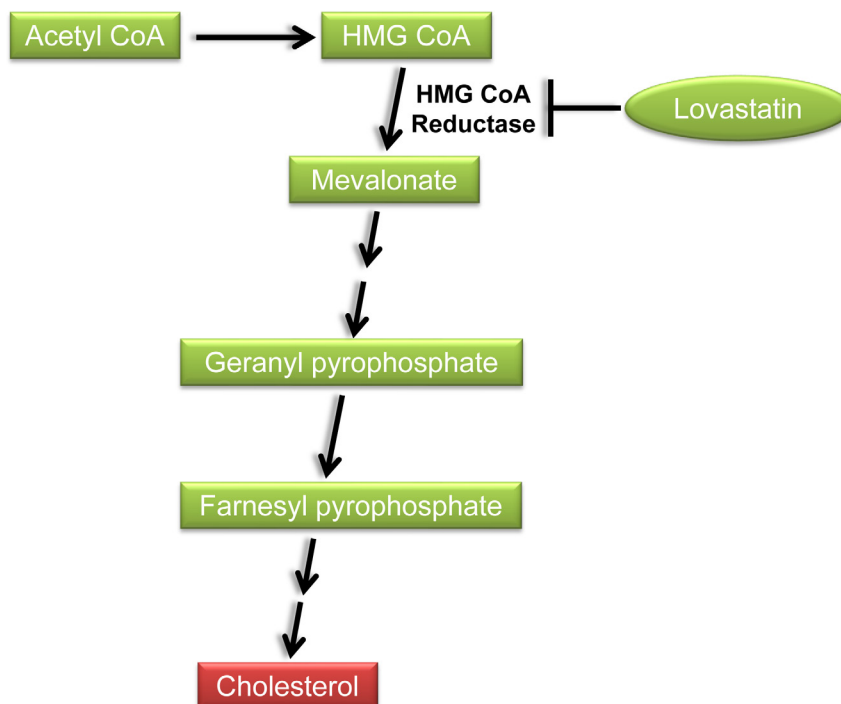 Acetyl CoA
HMG CoA
HMG CoA
Reductase
Lovastatin
Mevalonate
Geranyl pyrophosphate
Farnesyl pyrophosphate
Cholesterol